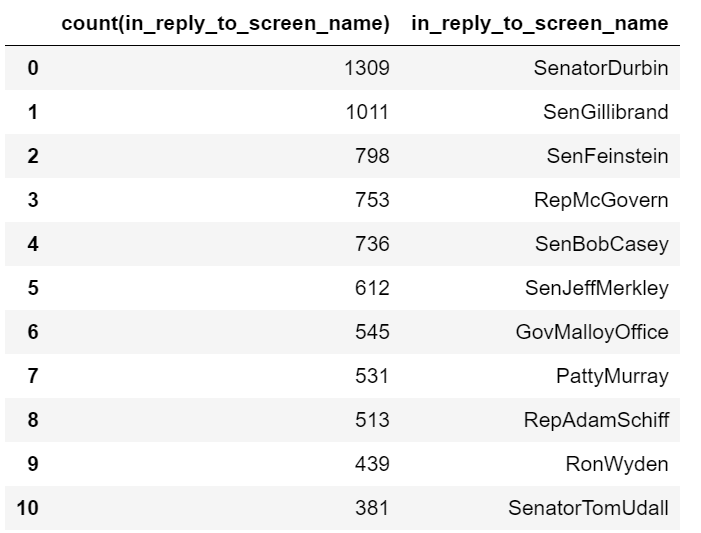 count(in_reply_to_screen_name) in_reply_to_screen_name
0 1309 SenatorDurbin
1 1011 SenGillibrand
2 798 SenFeinstein
3 753 RepMcGovern
4 736 SenBobCasey
5 612 SenJeffMerkley
6 545 GovMalloyOffice
7 531 PattyMurray
8 513 RepAdamSchiff
9 439 RonWyden
10 381 SenatorTomUdall